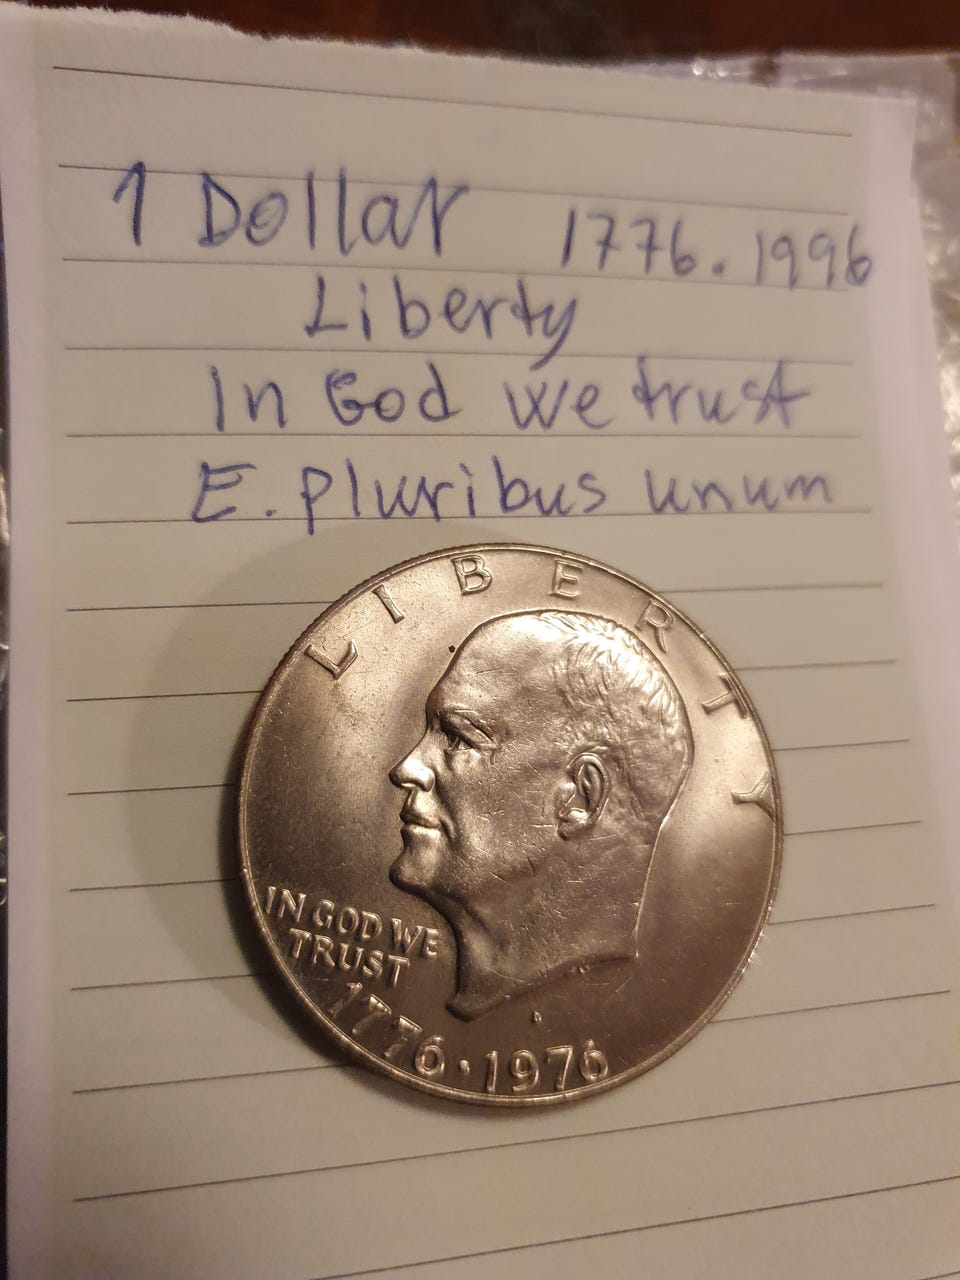 1 Dollar 1776.1996
Liberty
In God we trust
E. pluribus unum
LIBERTY
IN GOD WE
TRUST
1776·1976